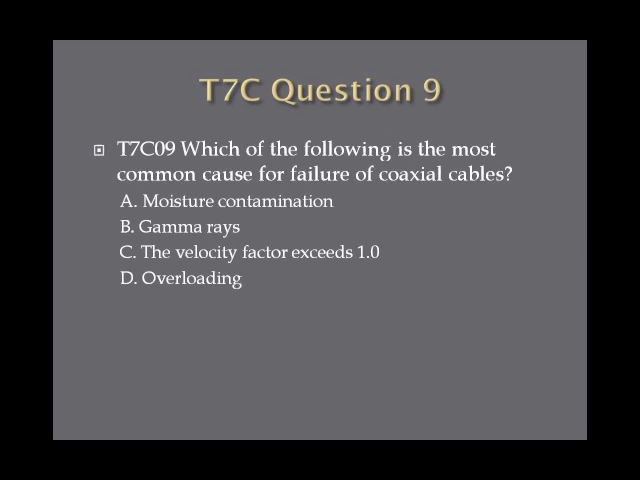 T7C Question 9
T7C09 Which of the following is the most
common cause for failure of coaxial cables?
A. Moisture contamination
B. Gamma rays
C. The velocity factor exceeds 1.0
D. Overloading